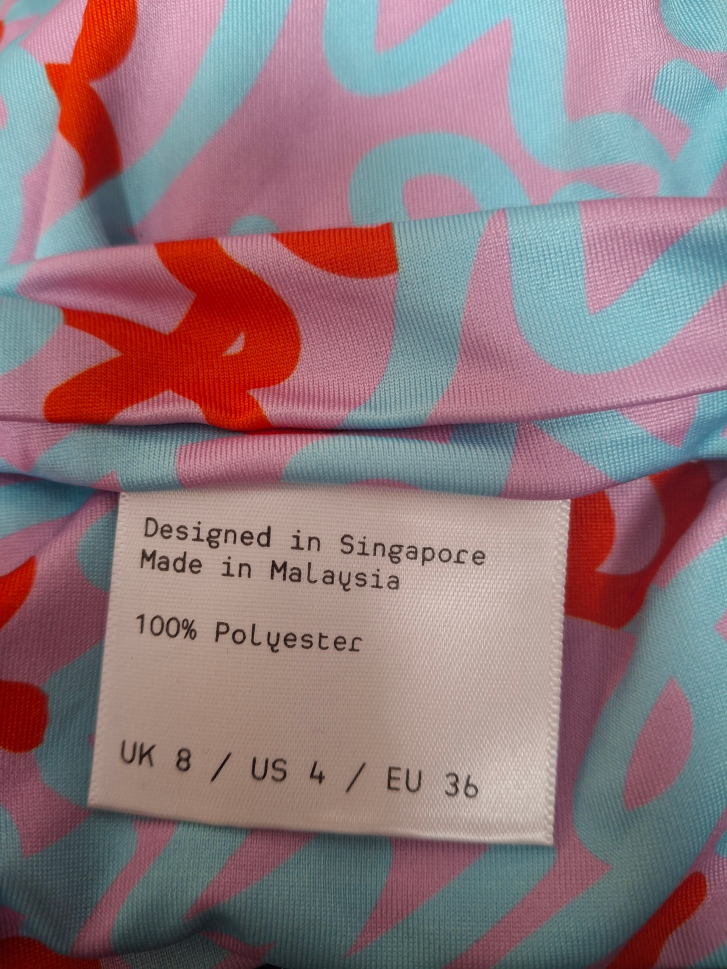 Designed in Singapore
Made in Malaysia
100% Polyester
UK 8 / US 4 / EU 36